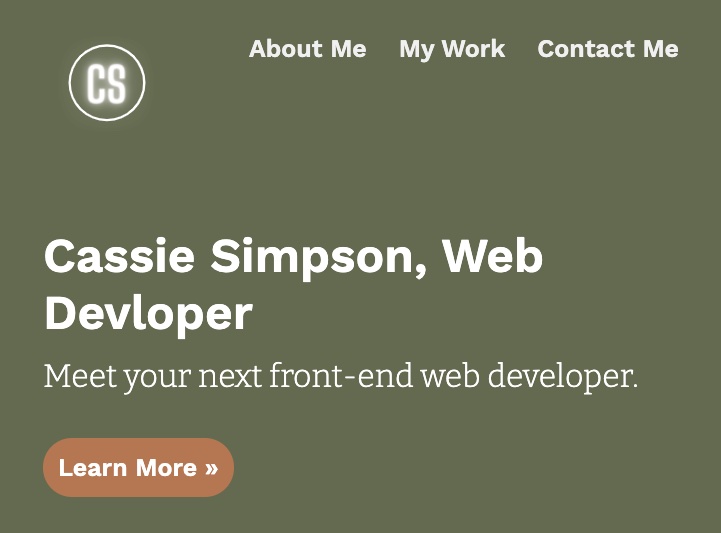 CS
About Me My Work Contact Me
Cassie Simpson, Web
Devloper
Meet your next front-end web developer.
Learn More »